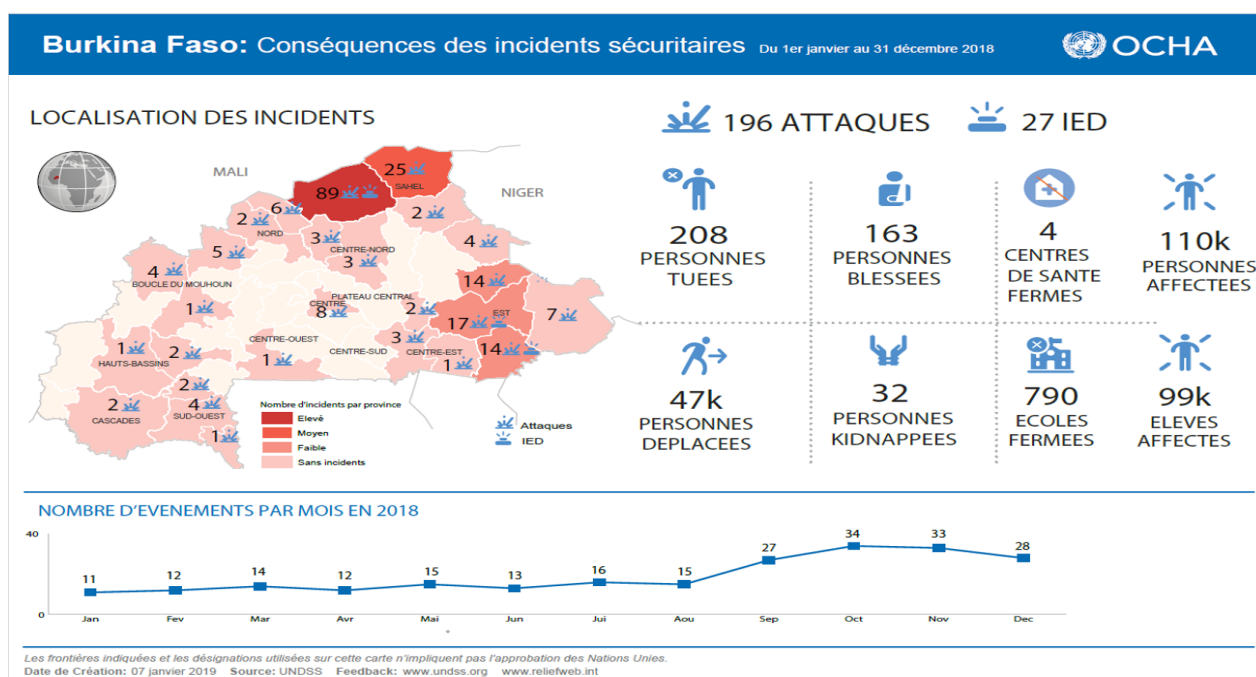 Burkina Faso: Conséquences des incidents sécuritaires Du 1er janvier au 31 décembre 2018
OCHA
LOCALISATION DES INCIDENTS
MALI
NIGER
25
SAHEL
89
6
2
NORD
2
3
CENTRE-NORD
3
5
4
4
BOUCLE DU MOUHOUN
14
PLATEAU CENTRAL
CENTRE
8
2
EST
17
7
1
3
14
CENTRE-OUEST
1
CENTRE-SUD
CENTRE-EST
1
1
HAUTS-BASSINS
2
2
2
CASCADES
4
SUD-OUEST
1
Nombre d'incidents par province
Elevé
Moyen
Faible
Sans incidents
Attaques
IED
196 ATTAQUES
27 IED
208
PERSONNES
TUEES
163
PERSONNES
BLESSEES
4
CENTRES
DE SANTE
FERMES
110k
PERSONNES
AFFECTEES
47k
PERSONNES
DEPLACEES
32
PERSONNES
KIDNAPPEES
790
ECOLES
FERMEES
99k
ELEVES
AFFECTES
NOMBRE D'EVENEMENTS PAR MOIS EN 2018
40
0
11 12 14 12 15 13 16 15 27 34 33 28
Jan Fev Mar Avr Mai Jun Jui Aou Sep Oct Nov Dec
Les frontières indiquées et les désignations utilisées sur cette carte n'impliquent pas l'approbation des Nations Unies.
Date de Création: 07 janvier 2019 Source: UNDSS Feedback: www.undss.org www.reliefweb.int